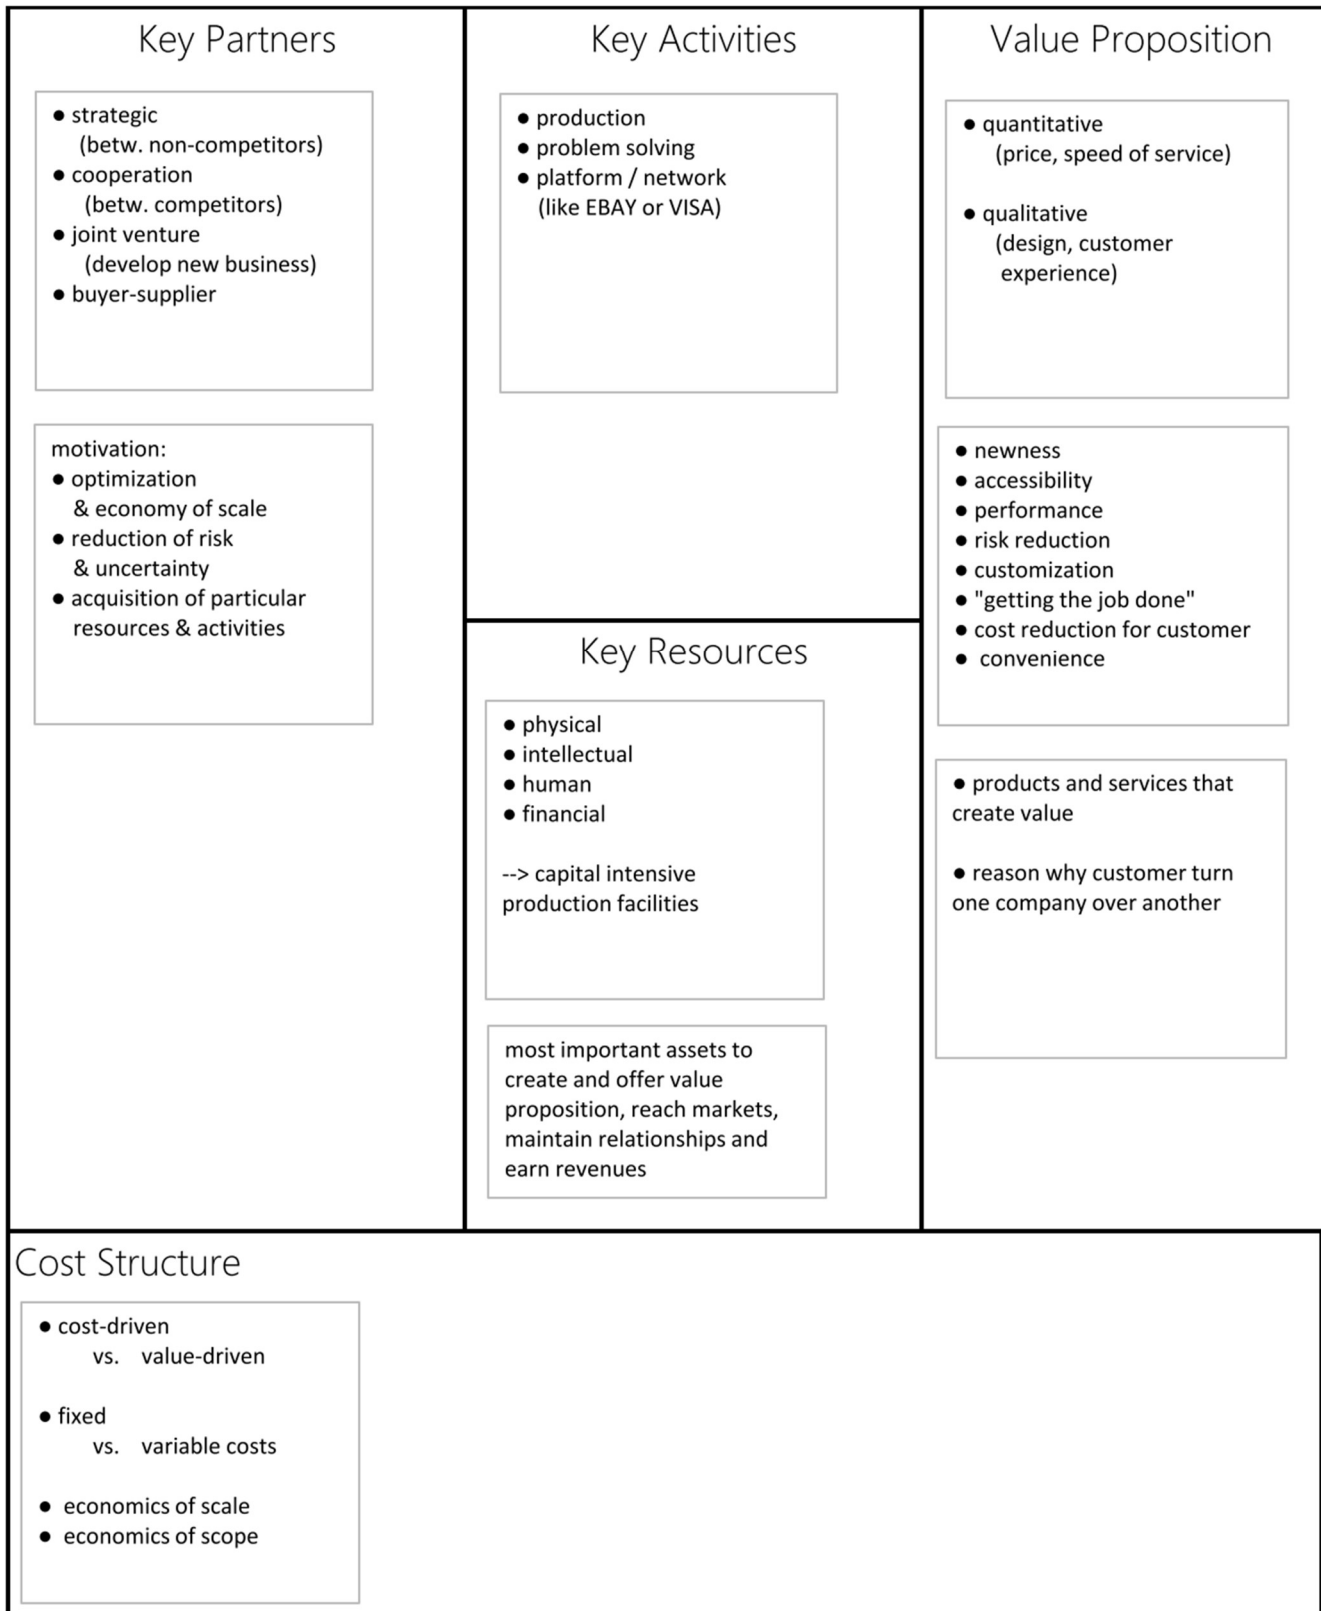 Key Partners
● strategic
(betw. non-competitors)
● cooperation
(betw. competitors)
● joint venture
(develop new business)
● buyer-supplier
motivation:
● optimization
& economy of scale
● reduction of risk
& uncertainty
● acquisition of particular
resources & activities
Key Activities
● production
● problem solving
● platform / network
(like EBAY or VISA)
Key Resources
● physical
● intellectual
● human
● financial
--> capital intensive
production facilities
most important assets to
create and offer value
proposition, reach markets,
maintain relationships and
earn revenues
Value Proposition
● quantitative
(price, speed of service)
● qualitative
(design, customer
experience)
● newness
● accessibility
● performance
● risk reduction
● customization
● "getting the job done"
● cost reduction for customer
● convenience
● products and services that
create value
● reason why customer turn
one company over another
Cost Structure
● cost-driven
vs. value-driven
● fixed
vs. variable costs
● economics of scale
● economics of scope